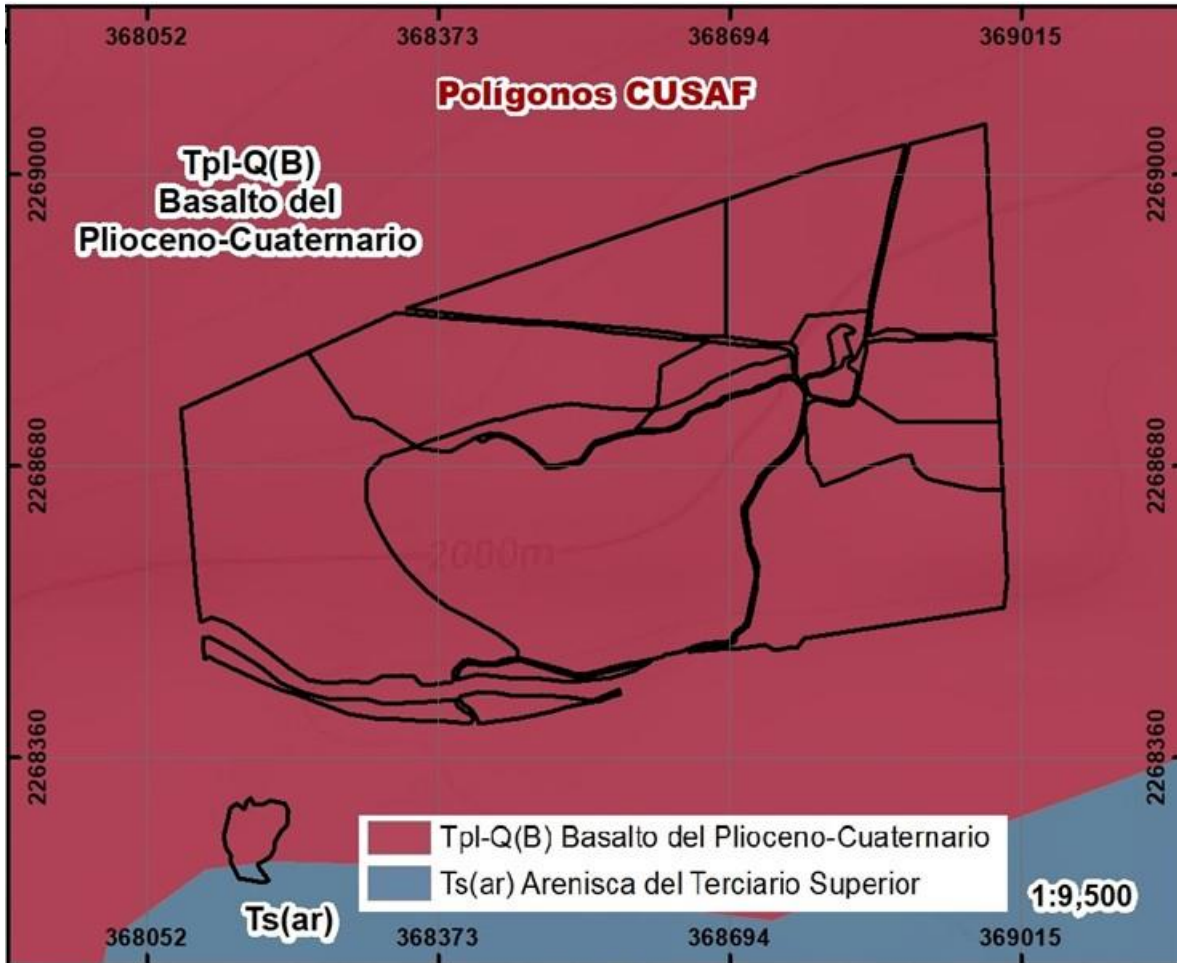 368052 368373 368694 369015
Polígonos CUSAF
2269000
2269000
Tpl-Q(B)
Basalto del
Plioceno-Cuaternario
2268680
2268680
2000m
2268360
2268360
Tpl-Q(B) Basalto del Plioceno-Cuaternario
Ts(ar) Arenisca del Terciario Superior
1:9,500
Ts(ar)
368052 368373 368694 369015